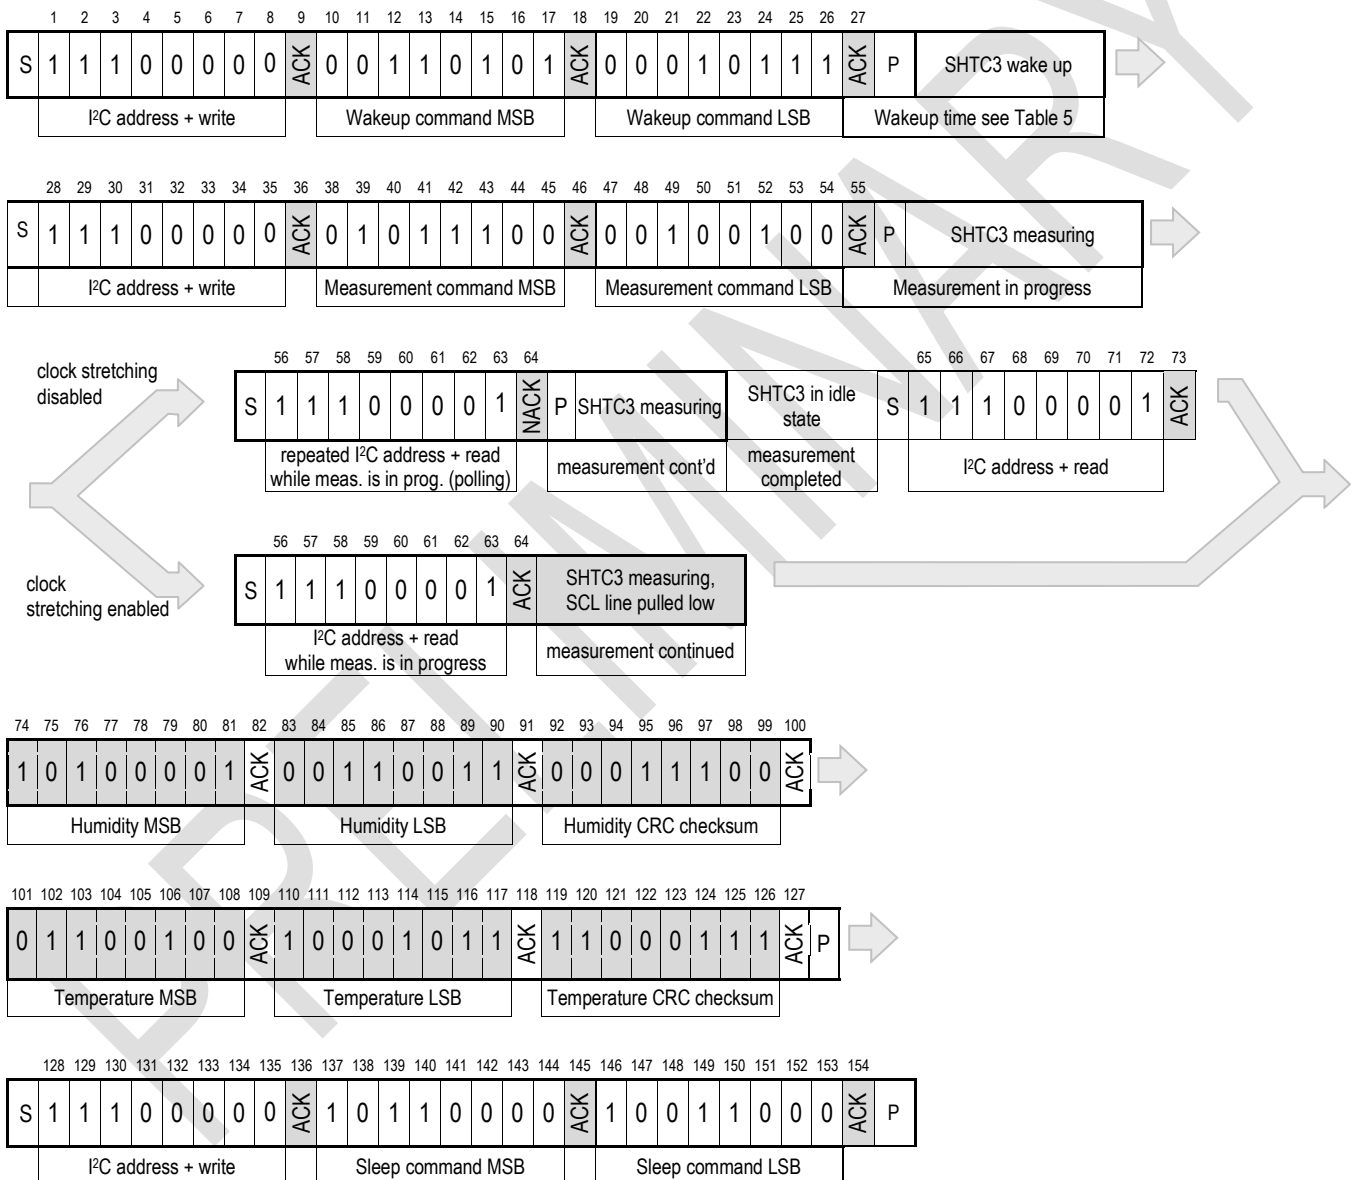 1 2 3 4 5 6 7 8 9 10 11 12 13 14 15 16 17 18 19 20 21 22 23 24 25 26 27
S 1 1 1 0 0 0 0 0 ACK 0 0 1 1 0 1 0 1 ACK 0 0 0 1 0 1 1 1 ACK P SHTC3 wake up
I²C address + write Wakeup command MSB Wakeup command LSB Wakeup time see Table 5
28 29 30 31 32 33 34 35 36 38 39 40 41 42 43 44 45 46 47 48 49 50 51 52 53 54 55
S 1 1 1 0 0 0 0 0 ACK 0 1 0 1 1 1 0 0 ACK 0 0 1 0 0 1 0 0 ACK P SHTC3 measuring
I²C address + write Measurement command MSB Measurement command LSB Measurement in progress
clock stretching
disabled
56 57 58 59 60 61 62 63 64 65 66 67 68 69 70 71 72 73
S 1 1 1 0 0 0 0 1 NACK P SHTC3 measuring SHTC3 in idle
state S 1 1 1 0 0 0 0 1 ACK
repeated I²C address + read
while meas. is in prog. (polling) measurement cont'd measurement
completed I²C address + read
clock
stretching enabled
56 57 58 59 60 61 62 63 64
S 1 1 1 0 0 0 0 1 ACK SHTC3 measuring,
SCL line pulled low
I²C address + read
while meas. is in progress measurement continued
74 75 76 77 78 79 80 81 82 83 84 85 86 87 88 89 90 91 92 93 94 95 96 97 98 99 100
1 0 1 0 0 0 0 1 ACK 0 0 1 1 0 0 1 1 ACK 0 0 0 1 1 1 0 0 ACK
Humidity MSB Humidity LSB Humidity CRC checksum
101 102 103 104 105 106 107 108 109 110 111 112 113 114 115 116 117 118 119 120 121 122 123 124 125 126 127
0 1 1 0 0 1 0 0 ACK 1 0 0 0 1 0 1 1 ACK 1 1 0 0 0 1 1 1 ACK P
Temperature MSB Temperature LSB Temperature CRC checksum
128 129 130 131 132 133 134 135 136 137 138 139 140 141 142 143 144 145 146 147 148 149 150 151 152 153 154
S 1 1 1 0 0 0 0 0 ACK 1 0 1 1 0 0 0 0 ACK 1 0 0 1 1 0 0 0 ACK P
I²C address + write Sleep command MSB Sleep command LSB
PRELIMINARY